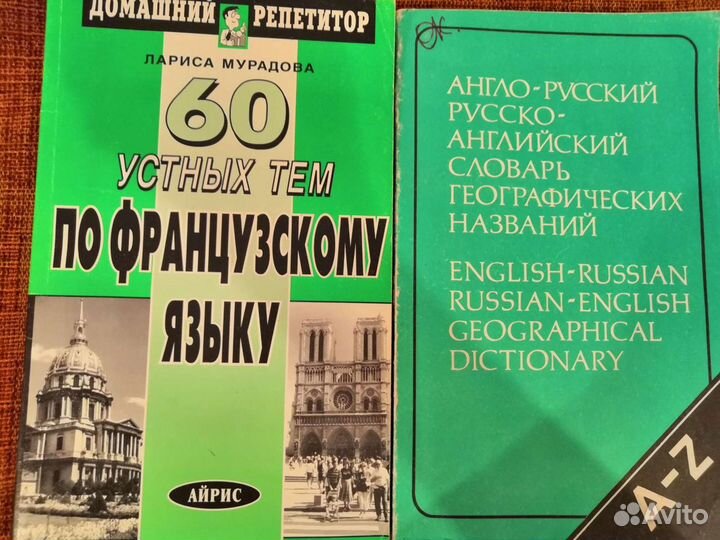 ДОМАШНИЙ РЕПЕТИТОР
ЛАРИСА МУРАДОВА
60
УСТНЫХ ТЕМ
ПО ФРАНЦУЗСКОМУ
ЯЗЫКУ
АЙРИС
АНГЛО-РУССКИЙ
РУССКО-
АНГЛИЙСКИЙ
СЛОВАРЬ
ГЕОГРАФИЧЕСКИХ
НАЗВАНИЙ
ENGLISH-RUSSIAN
RUSSIAN-ENGLISH
GEOGRAPHICAL
DICTIONARY
A-Z
Avito